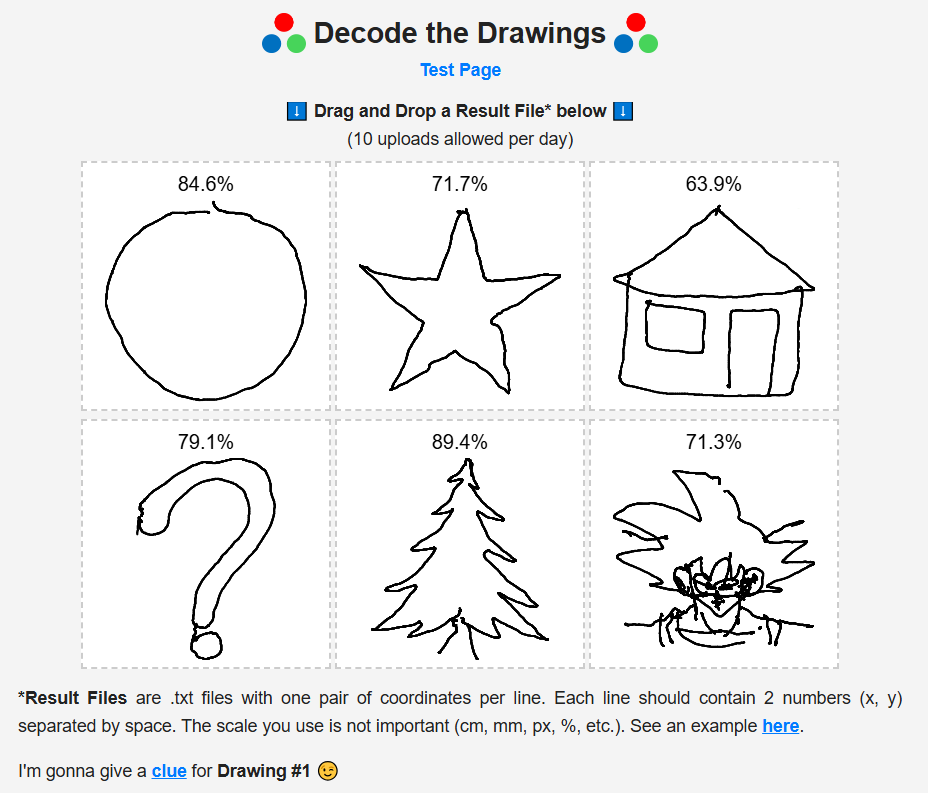 Decode the Drawings
Test Page
⬇ Drag and Drop a Result File* below ⬇
(10 uploads allowed per day)
84.6% 71.7% 63.9%
79.1% 89.4% 71.3%
*Result Files are .txt files with one pair of coordinates per line. Each line should contain 2 numbers (x, y)
separated by space. The scale you use is not important (cm, mm, px, %, etc.). See an example here.
I'm gonna give a clue for Drawing #1 😉